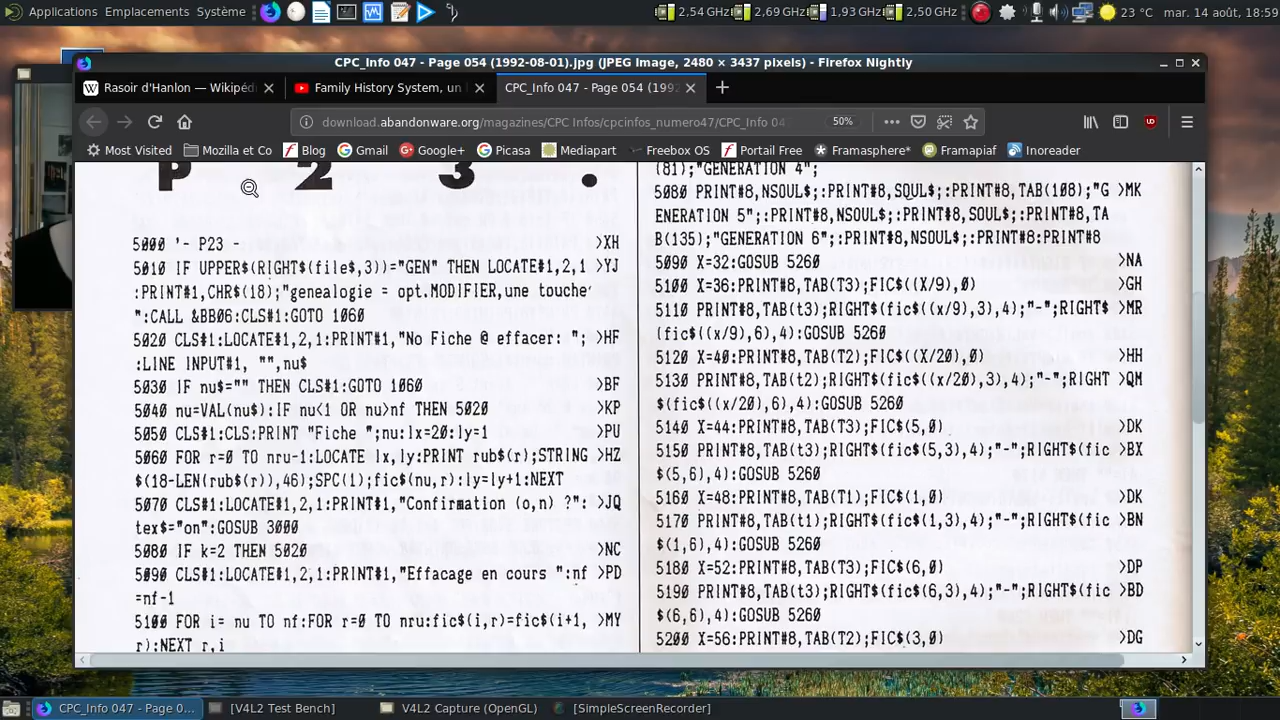 Applications Emplacements Système 2,54 GHz 2,69 GHz 1,93 GHz 2,50 GHz 23 °C mar. 14 août, 18:59
CPC_Info 047 - Page 054 (1992-08-01).jpg (JPEG Image, 2480 × 3437 pixels) - Firefox Nightly
Rasoir d'Hanlon — Wikipéd Family History System, un CPC_Info 047 - Page 054 (199
download.abandonware.org/magazines/CPC Infos/cpcinfos_numero47/CPC_Info 04 50%
Most Visited Mozilla et Co Blog Gmail Google+ Picasa Mediapart Freebox OS Portail Free Framasphere* Framapiaf Inoreader
P 2 3 .
5000 '- P23 - >XH
5010 IF UPPER$(RIGHT$(file$,3))="GEN" THEN LOCATE#1,2,1 >YJ
:PRINT#1,CHR$(18);"genealogie = opt.MODIFIER,une touche
":CALL &BB06:CLS#1:GOTO 1060
5020 CLS#1:LOCATE#1,2,1:PRINT#1,"No Fiche @ effacer: "; >HF
:LINE INPUT#1, "",nu$
5030 IF nu$="" THEN CLS#1:GOTO 1060 >BF
5040 nu=VAL(nu$):IF nu<1 OR nu>nf THEN 5020 >KP
5050 CLS#1:CLS:PRINT "Fiche ";nu:lx=20:ly=1 >PU
5060 FOR r=0 TO nru-1:LOCATE lx,ly:PRINT rub$(r);STRING >HZ
$(18-LEN(rub$(r)),46);SPC(1);fic$(nu,r):ly=ly+1:NEXT
5070 CLS#1:LOCATE#1,2,1:PRINT#1,"Confirmation (o,n) ?": >JQ
tex$="on":GOSUB 3000
5080 IF k=2 THEN 5020 >NC
5090 CLS#1:LOCATE#1,2,1:PRINT#1,"Effacage en cours ":nf >PD
=nf-1
5100 FOR i= nu TO nf:FOR r=0 TO nru:fic$(i,r)=fic$(i+1, >MY
r):NEXT r,i
(81);"GENERATION 4";
5080 PRINT#8,NSOUL$;:PRINT#8,SOUL$;:PRINT#8,TAB(108);"G >MK
ENERATION 5";:PRINT#8,NSOUL$;:PRINT#8,SOUL$;:PRINT#8,TA
B(135);"GENERATION 6";:PRINT#8,NSOUL$;:PRINT#8:PRINT#8
5090 X=32:GOSUB 5260 >NA
5100 X=36:PRINT#8,TAB(T3);FIC$((X/9),0) >GH
5110 PRINT#8,TAB(t3);RIGHT$(fic$((x/9),3),4);"-";RIGHT$ >MR
(fic$((x/9),6),4):GOSUB 5260
5120 X=40:PRINT#8,TAB(T2);FIC$((X/20),0) >HH
5130 PRINT#8,TAB(t2);RIGHT$(fic$((x/20),3),4);"-";RIGHT >QM
$(fic$((x/20),6),4):GOSUB 5260
5140 X=44:PRINT#8,TAB(T3);FIC$(5,0) >DK
5150 PRINT#8,TAB(t3);RIGHT$(fic$(5,3),4);"-";RIGHT$(fic >BX
$(5,6),4):GOSUB 5260
5160 X=48:PRINT#8,TAB(T1);FIC$(1,0) >DK
5170 PRINT#8,TAB(t1);RIGHT$(fic$(1,3),4);"-";RIGHT$(fic >BN
$(1,6),4):GOSUB 5260
5180 X=52:PRINT#8,TAB(T3);FIC$(6,0) >DP
5190 PRINT#8,TAB(t3);RIGHT$(fic$(6,3),4);"-";RIGHT$(fic >BD
$(6,6),4):GOSUB 5260
5200 X=56:PRINT#8,TAB(T2);FIC$(3,0) >DG
CPC_Info 047 - Page 0... [V4L2 Test Bench] V4L2 Capture (OpenGL) [SimpleScreenRecorder]